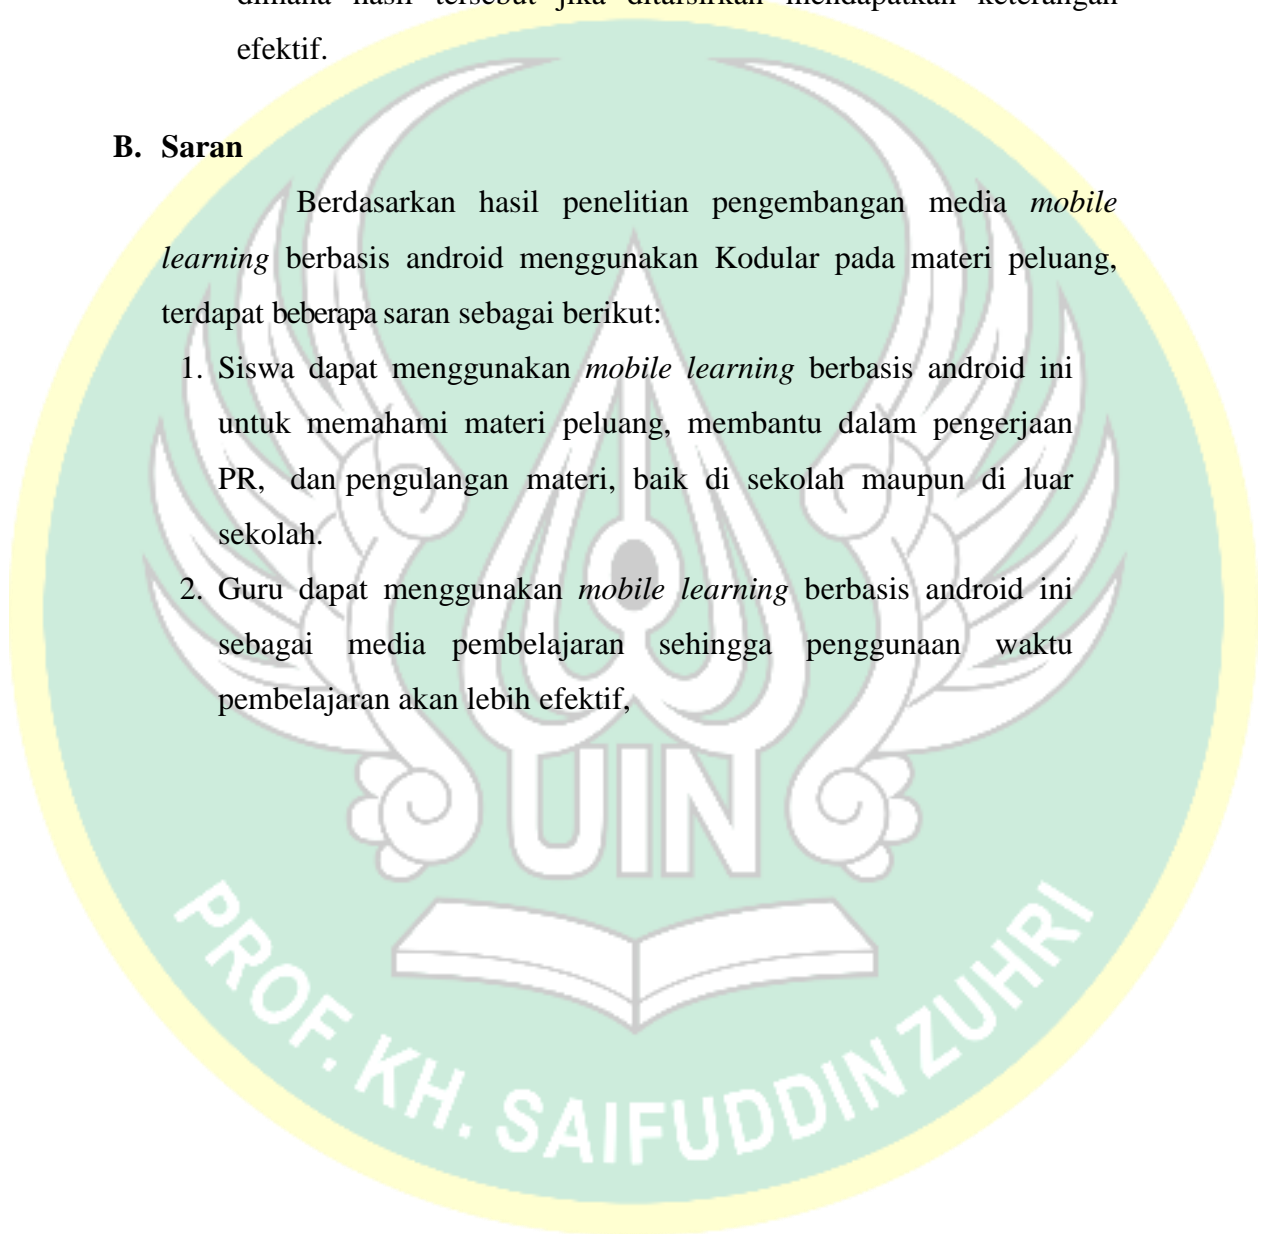 dimana hasil tersebut jika ditafsirkan mendapatkan keterangan
efektif.
B. Saran
Berdasarkan hasil penelitian pengembangan media mobile
learning berbasis android menggunakan Kodular pada materi peluang,
terdapat beberapa saran sebagai berikut:
1. Siswa dapat menggunakan mobile learning berbasis android ini
untuk memahami materi peluang, membantu dalam pengerjaan
PR, dan pengulangan materi, baik di sekolah maupun di luar
sekolah.
2. Guru dapat menggunakan mobile learning berbasis android ini
sebagai media pembelajaran sehingga penggunaan waktu
pembelajaran akan lebih efektif,
UIN
PROF. KH. SAIFUDDIN ZUHRI